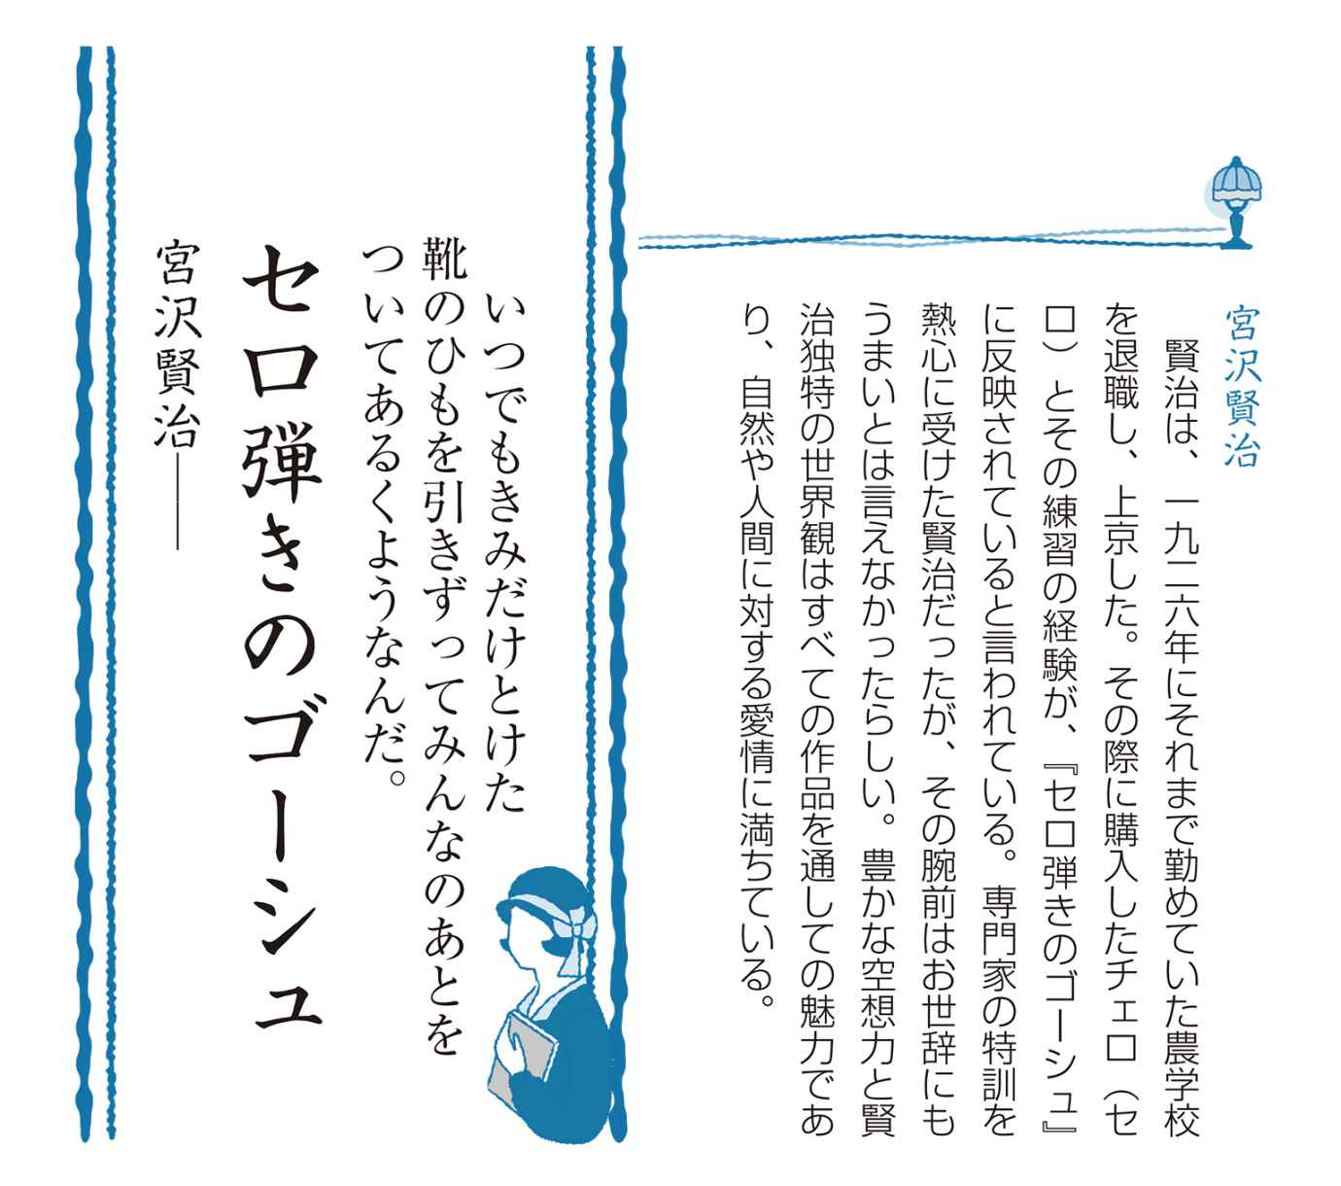 宮沢賢治
賢治は、一九二六年にそれまで勤めていた農学校
を退職し、上京した。その際に購入したチェロ（セ
ロ）とその練習の経験が、『セロ弾きのゴーシュ』
に反映されていると言われている。専門家の特訓を
熱心に受けた賢治だったが、その腕前はお世辞にも
うまいとは言えなかったらしい。豊かな空想力と賢
治独特の世界観はすべての作品を通しての魅力であ
り、自然や人間に対する愛情に満ちている。
いつでもきみだけとけた
靴のひもを引きずってみんなのあとを
ついてあるくようなんだ。
セロ弾きのゴーシュ
宮沢賢治――